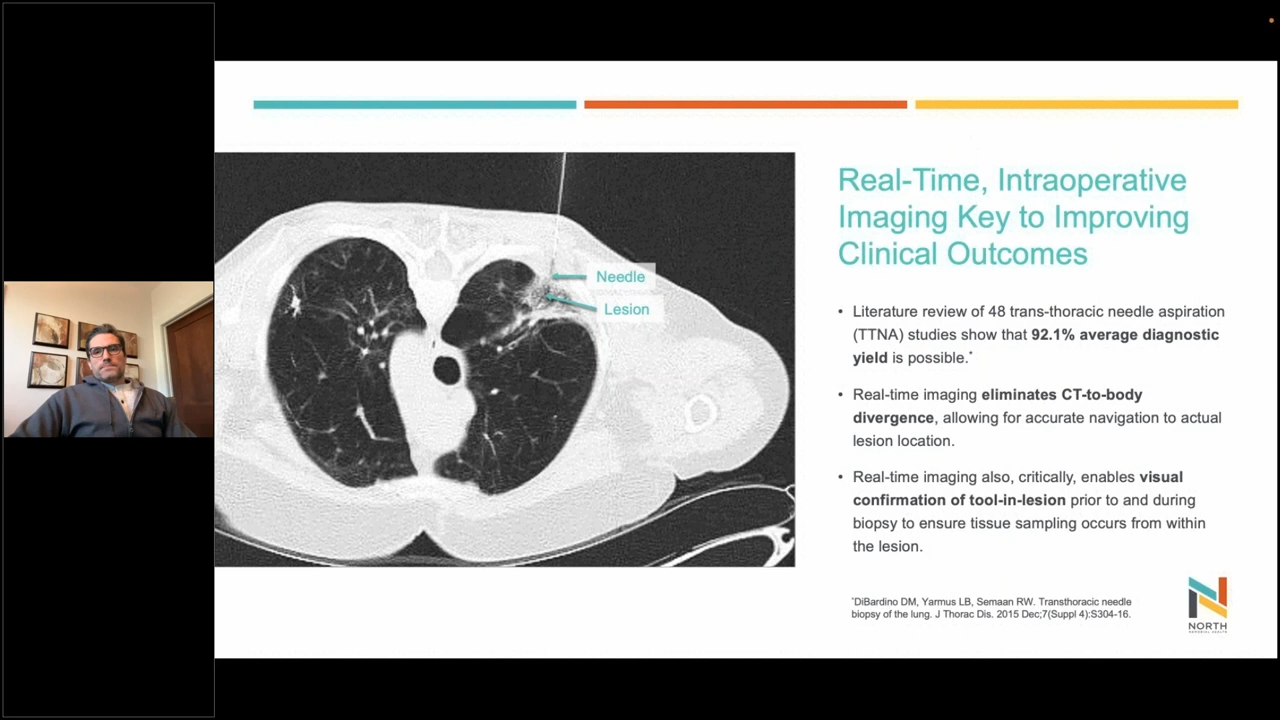 Real-Time, Intraoperative
Imaging Key to Improving
Clinical Outcomes
Needle
Lesion
• Literature review of 48 trans-thoracic needle aspiration
(TTNA) studies show that 92.1% average diagnostic
yield is possible.*
• Real-time imaging eliminates CT-to-body
divergence, allowing for accurate navigation to actual
lesion location.
• Real-time imaging also, critically, enables visual
confirmation of tool-in-lesion prior to and during
biopsy to ensure tissue sampling occurs from within
the lesion.
*DiBardino DM, Yarmus LB, Semaan RW. Transthoracic needle
biopsy of the lung. J Thorac Dis. 2015 Dec;7(Suppl 4):S304-16.
NORTH
MEMORIAL HEALTH